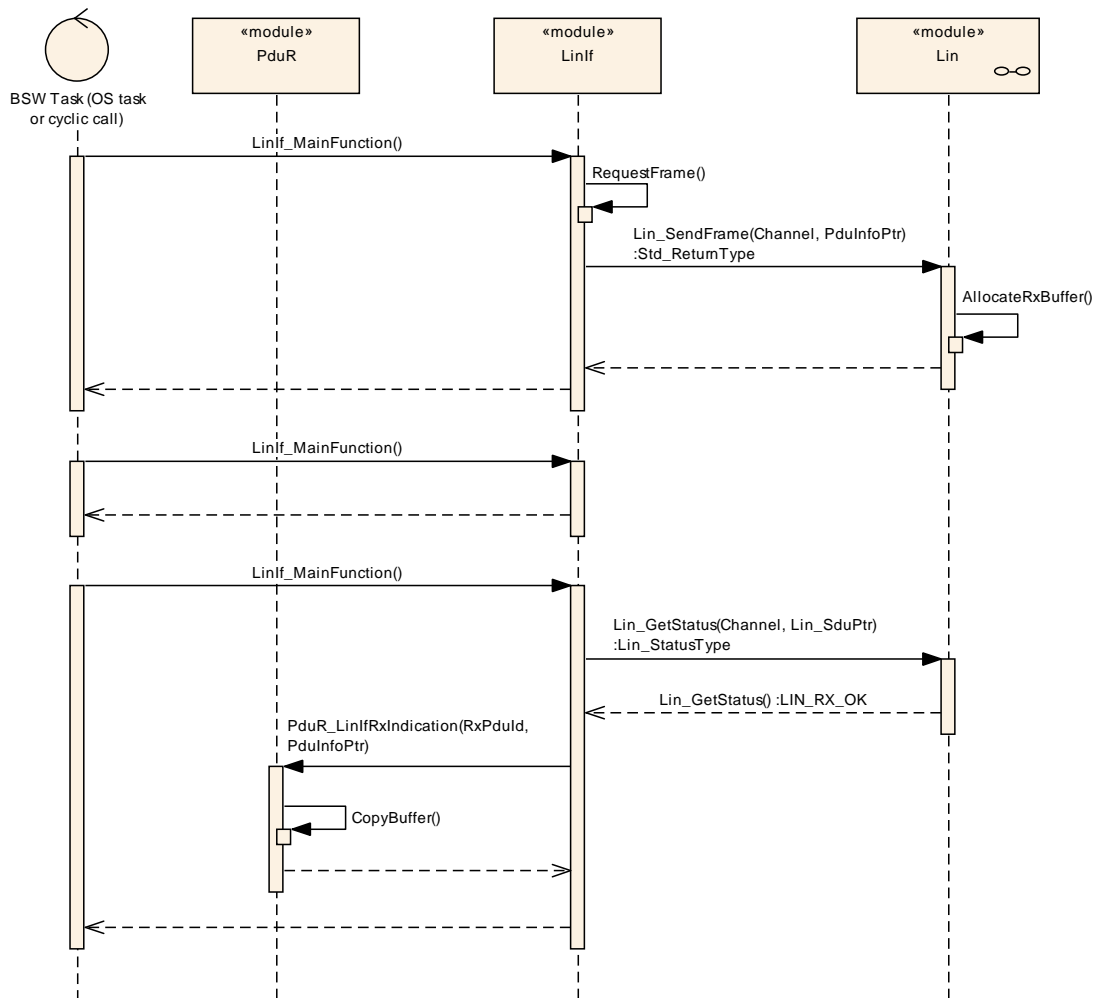 «module»
PduR
«module»
LinIf
«module»
Lin
BSW Task (OS task
or cyclic call)
LinIf_MainFunction()
RequestFrame()
Lin_SendFrame(Channel, PduInfoPtr)
:Std_ReturnType
AllocateRxBuffer()
LinIf_MainFunction()
LinIf_MainFunction()
Lin_GetStatus(Channel, Lin_SduPtr)
:Lin_StatusType
Lin_GetStatus() :LIN_RX_OK
PduR_LinIfRxIndication(RxPduId,
PduInfoPtr)
CopyBuffer()